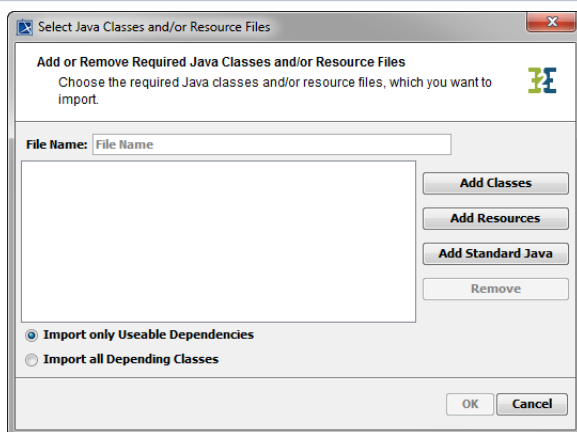 Select Java Classes and/or Resource Files
Add or Remove Required Java Classes and/or Resource Files
Choose the required Java classes and/or resource files, which you want to
import.
File Name: File Name
Add Classes
Add Resources
Add Standard Java
Remove
Import only Useable Dependencies
Import all Depending Classes
OK Cancel